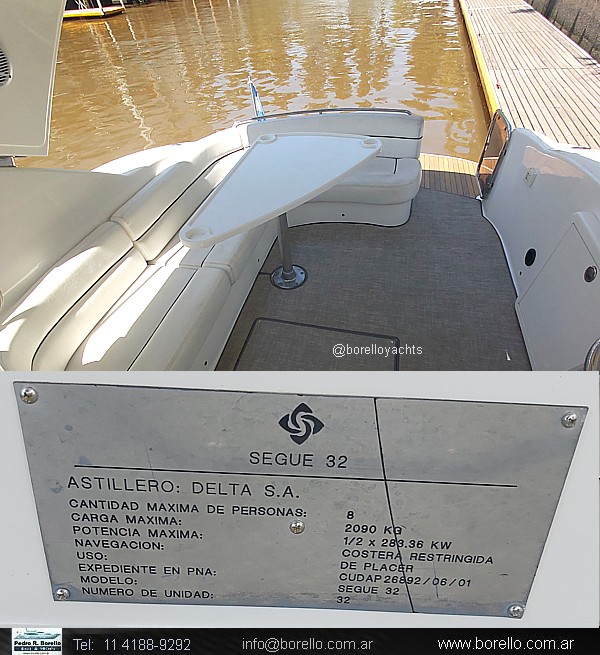 @borelloyachts
SEGUE 32
ASTILLERO: DELTA S.A.
CANTIDAD MAXIMA DE PERSONAS: 8
CARGA MAXIMA: 2090 KG
POTENCIA MAXIMA: 1/2 x 283.36 KW
NAVEGACION: COSTERA RESTRINGIDA
USO: DE PLACER
EXPEDIENTE EN PNA: CUDAP26892/06/01
MODELO: SEGUE 32
NUMERO DE UNIDAD: 32
Pedro R. Borello
Tel: 11 4188-9292 info@borello.com.ar www.borello.com.ar